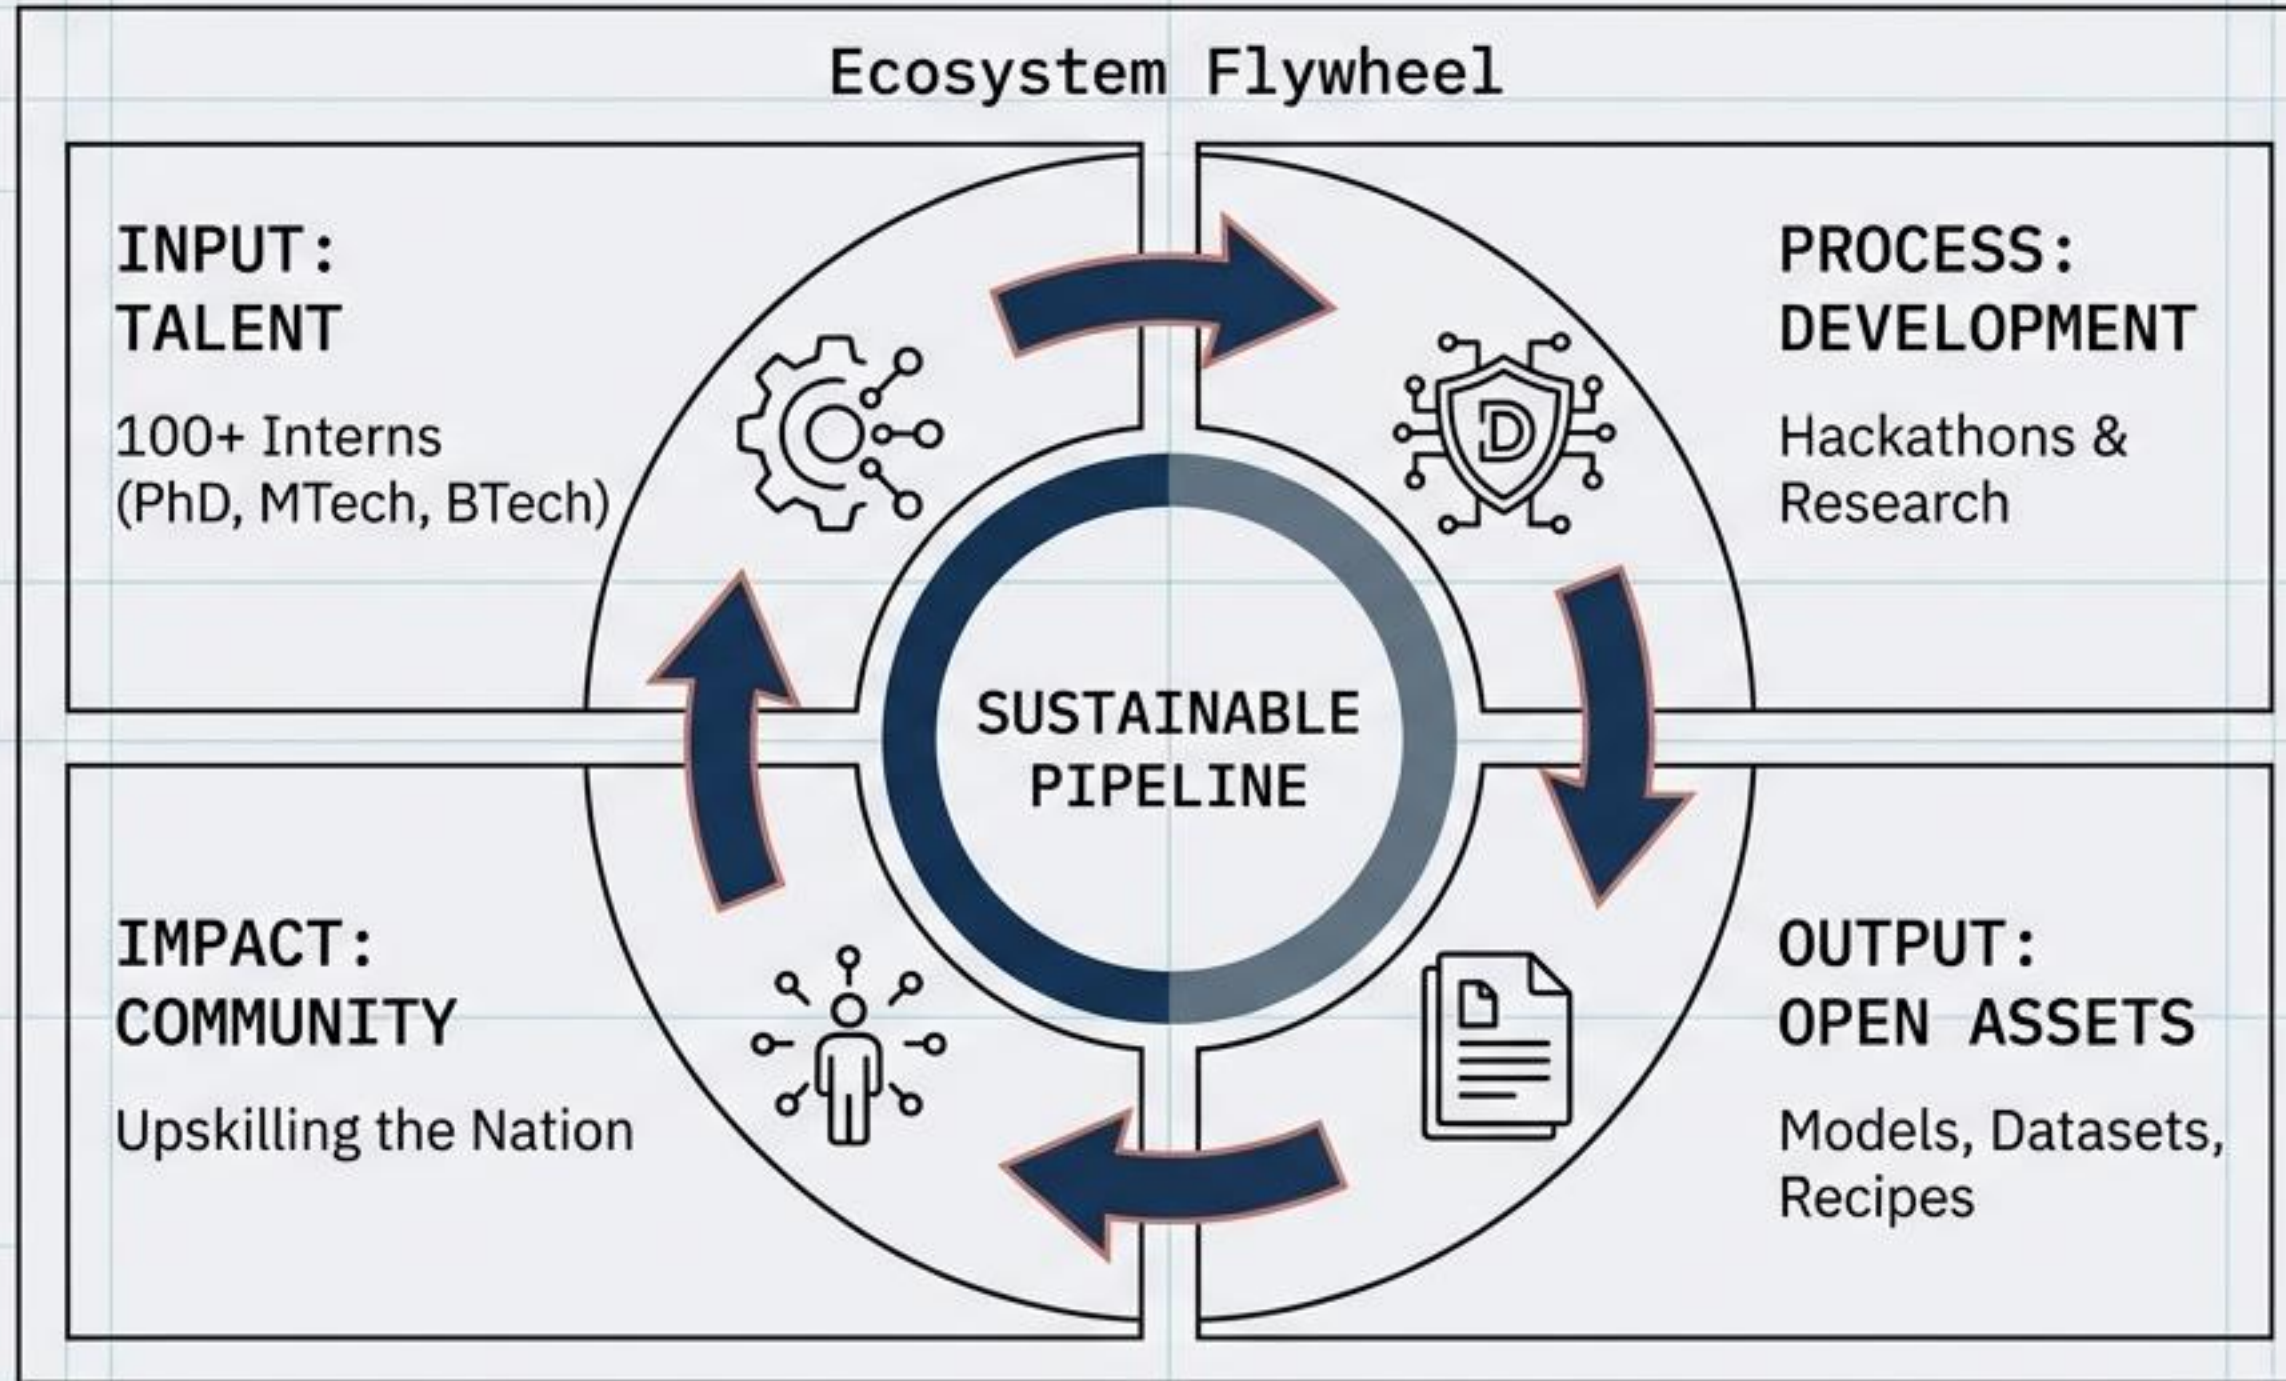 Ecosystem Flywheel
INPUT:
TALENT
100+ Interns
(PhD, MTech, BTech)
PROCESS:
DEVELOPMENT
Hackathons &
Research
D
SUSTAINABLE
PIPELINE
IMPACT:
COMMUNITY
Upskilling the Nation
OUTPUT:
OPEN ASSETS
Models, Datasets,
Recipes